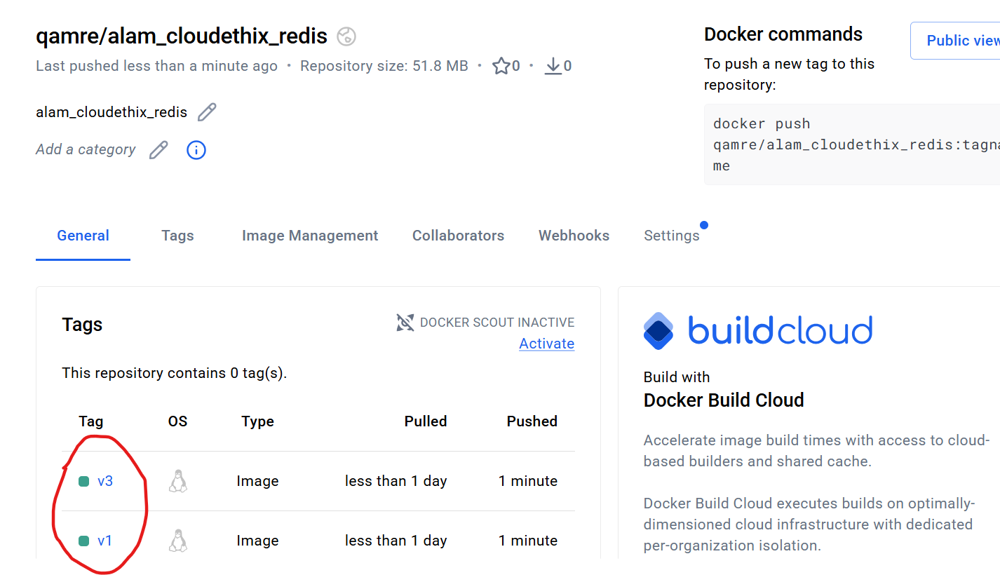 qamre/alam_cloudethix_redis
Last pushed less than a minute ago • Repository size: 51.8 MB • 0 • 0
alam_cloudethix_redis
Add a category
Docker commands
To push a new tag to this
repository:
Public view
docker push
qamre/alam_cloudethix_redis:tagna
me
General Tags Image Management Collaborators Webhooks Settings
Tags
DOCKER SCOUT INACTIVE
Activate
This repository contains 0 tag(s).
Tag OS Type Pulled Pushed
v3 Image less than 1 day 1 minute
v1 Image less than 1 day 1 minute
buildcloud
Build with
Docker Build Cloud
Accelerate image build times with access to cloud-
based builders and shared cache.
Docker Build Cloud executes builds on optimally-
dimensioned cloud infrastructure with dedicated
per-organization isolation.